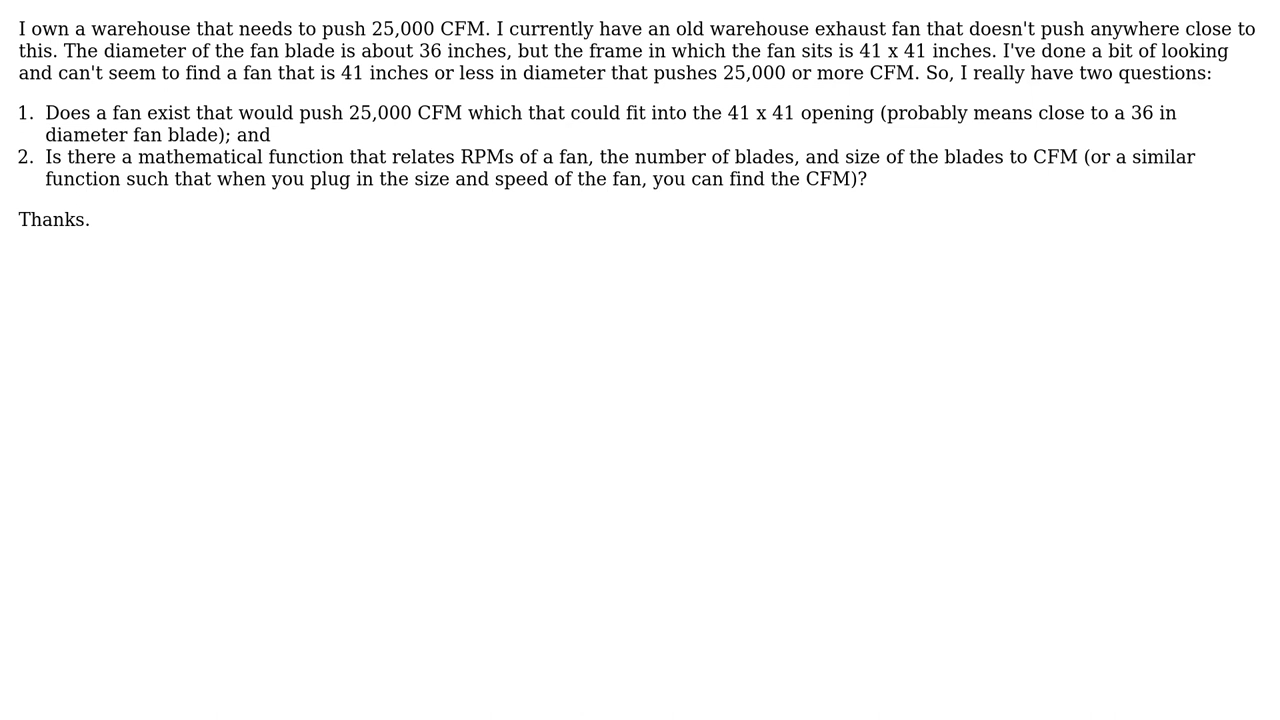 I own a warehouse that needs to push 25,000 CFM. I currently have an old warehouse exhaust fan that doesn't push anywhere close to
this. The diameter of the fan blade is about 36 inches, but the frame in which the fan sits is 41 x 41 inches. I've done a bit of looking
and can't seem to find a fan that is 41 inches or less in diameter that pushes 25,000 or more CFM. So, I really have two questions:
1. Does a fan exist that would push 25,000 CFM which that could fit into the 41 x 41 opening (probably means close to a 36 in
diameter fan blade); and
2. Is there a mathematical function that relates RPMs of a fan, the number of blades, and size of the blades to CFM (or a similar
function such that when you plug in the size and speed of the fan, you can find the CFM)?
Thanks.